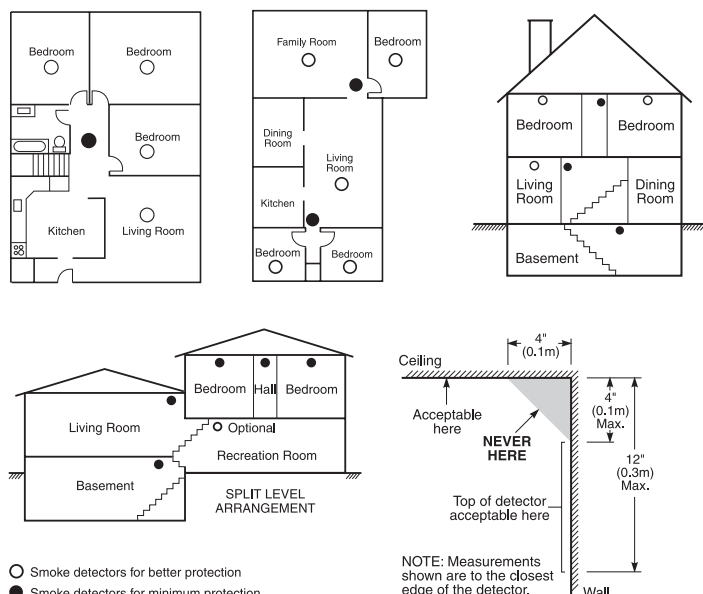 Bedroom
Bedroom
Bedroom
Kitchen
Living Room
Family Room
Bedroom
Dining
Room
Living
Room
Kitchen
Bedroom
Bedroom
Bedroom
Bedroom
Living
Room
Dining
Room
Basement
Bedroom
Hall
Bedroom
Living Room
Optional
Recreation Room
Basement
SPLIT LEVEL
ARRANGEMENT
4"
(0.1m)
Ceiling
Acceptable
here
NEVER
HERE
4"
(0.1m)
Max.
12"
(0.3m)
Max.
Top of detector
acceptable here
NOTE: Measurements
shown are to the closest
edge of the detector.
Wall
Smoke detectors for better protection
Smoke detectors for minimum protection